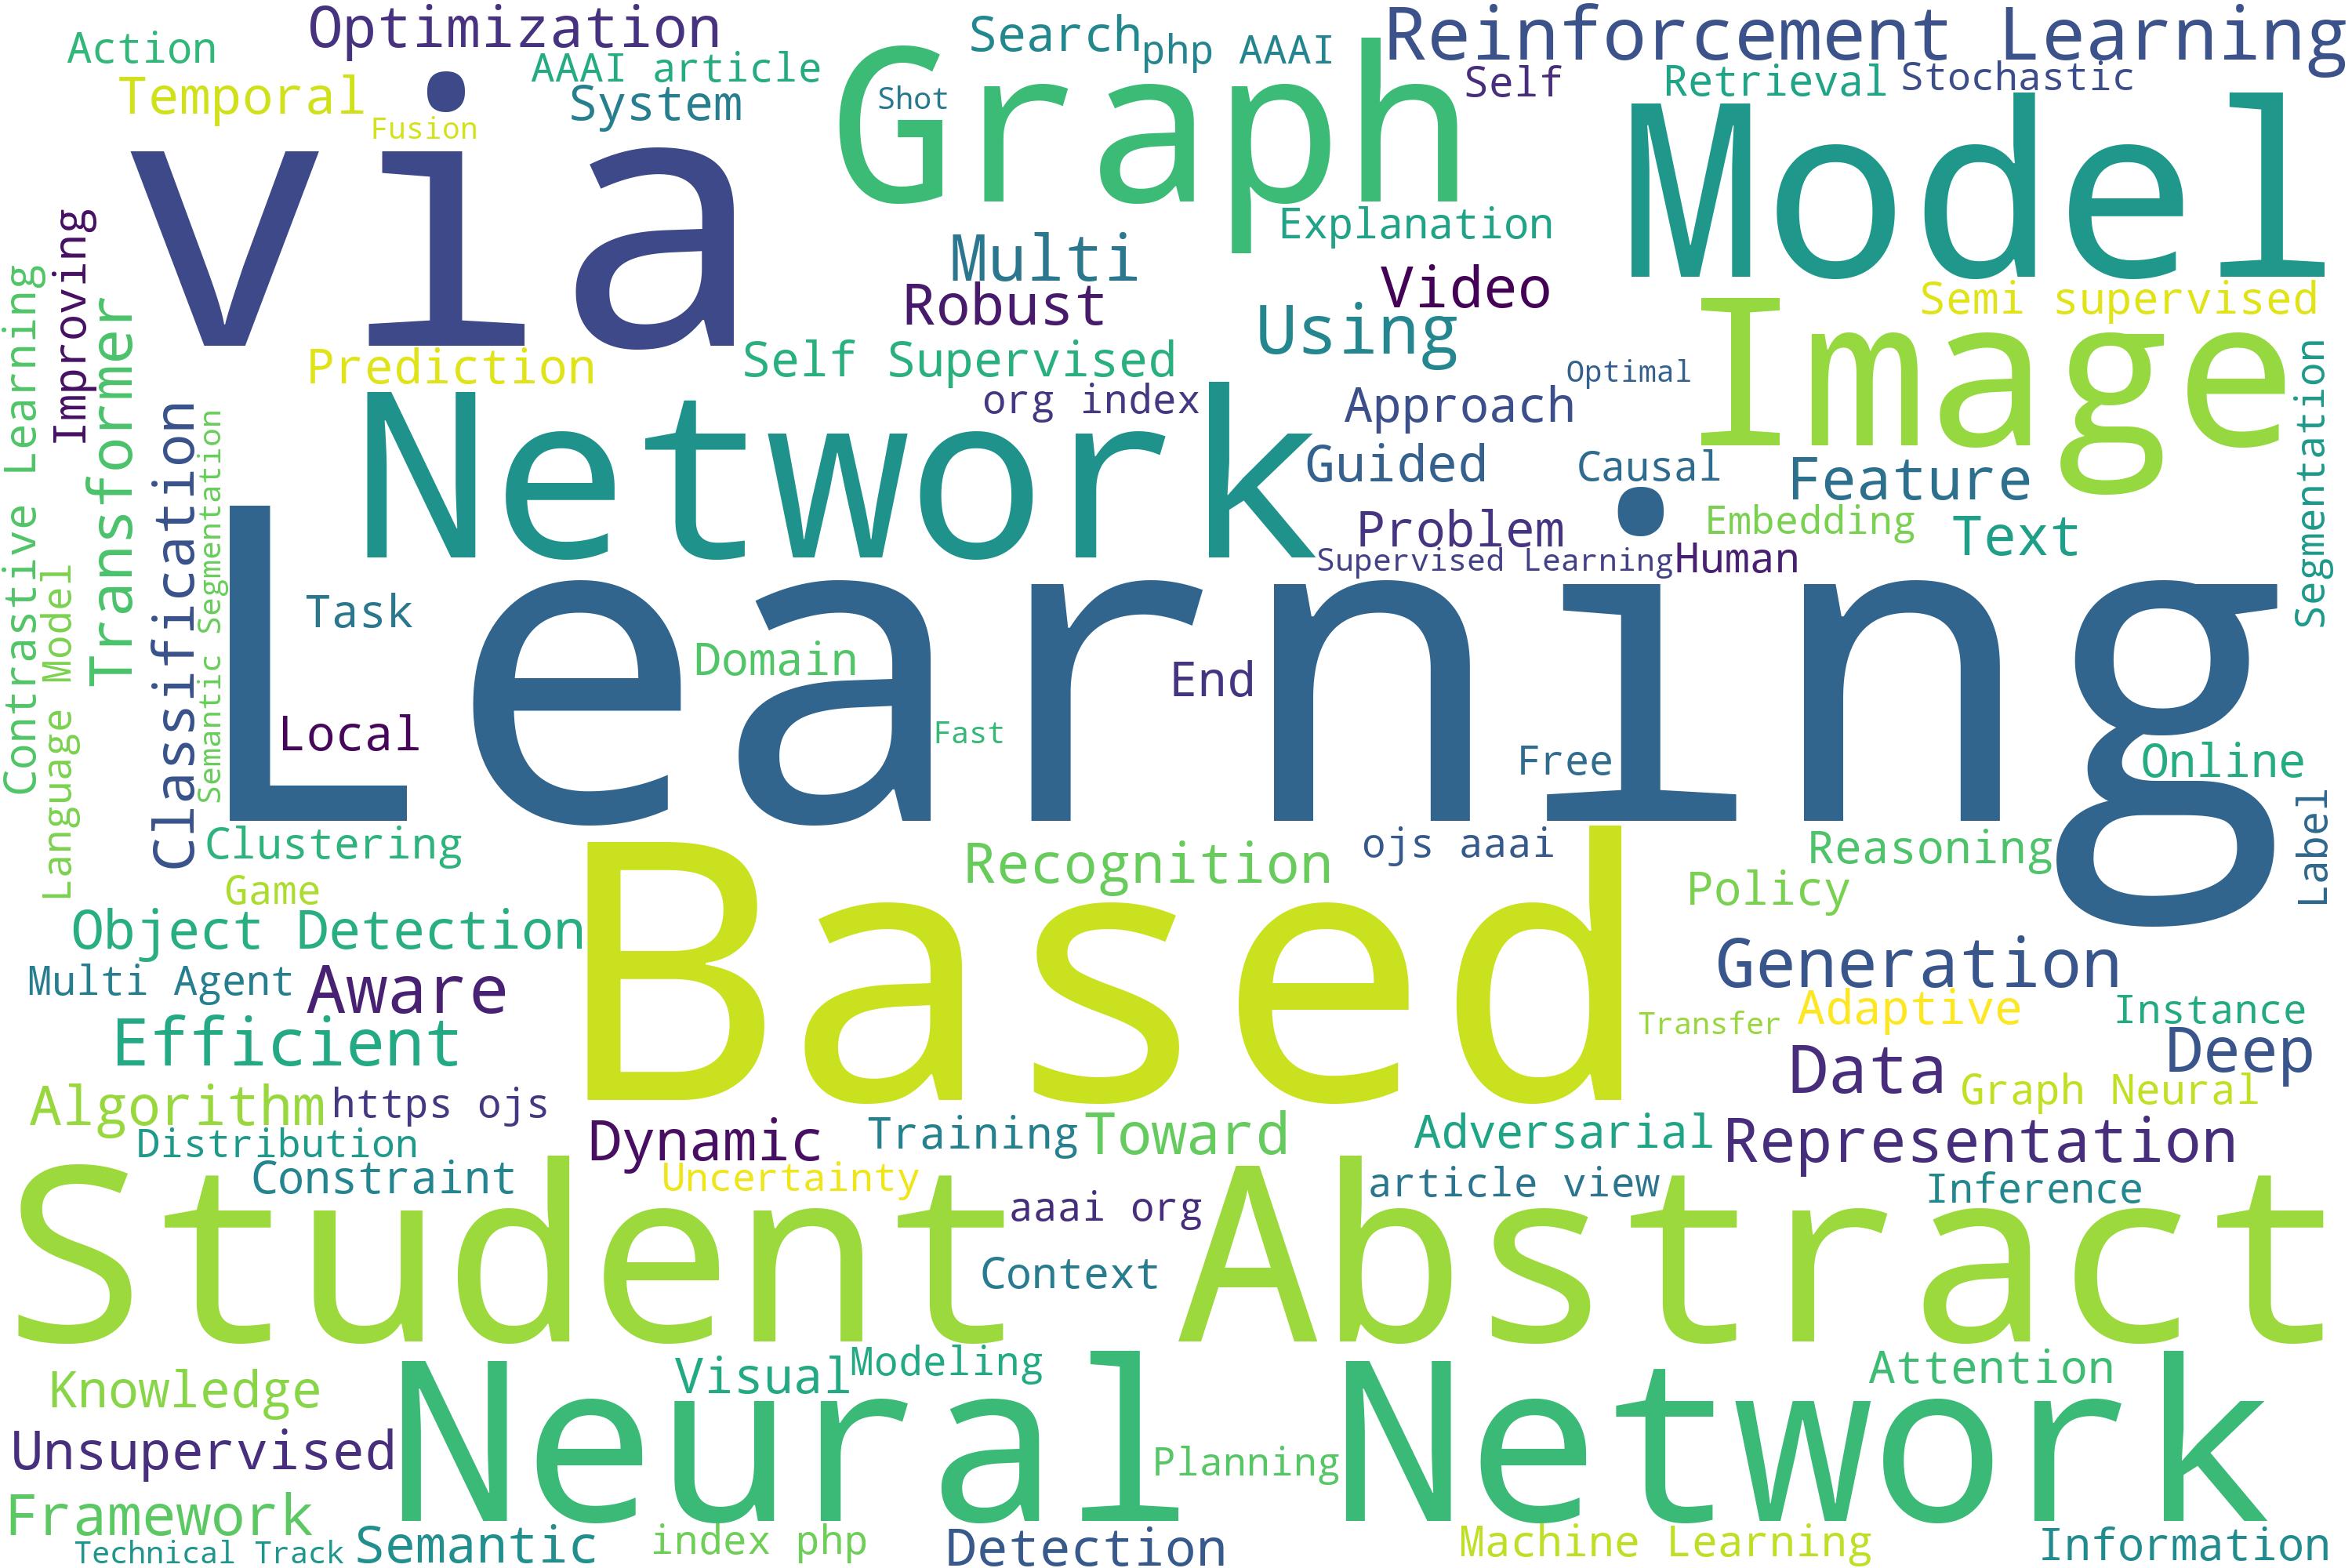 Optimization
Search
php AAAI
Reinforcement Learning
Action
AAAI article
Graph
Self
Retrieval
Stochastic
Temporal
System
Shot
Fusion
via
Model
Explanation
Multi
Robust
Video
Semi supervised
Improving
Using
Image
Prediction
Self Supervised
Optimal
org index
Approach
Contrastive Learning
Transformer
Classification
Semantic Segmentation
Language Model
Network
Guided
Causal
Feature
Segmentation
Problem
Embedding
Text
Supervised Learning
Human
Learning
Task
Domain
End
Local
Fast
Free
Online
Clustering
Recognition
ojs aaai
Reasoning
Label
Game
Policy
Object Detection
Based
Generation
Multi Agent
Aware
Adaptive
Instance
Transfer
Efficient
Deep
Data
Algorithm
https ojs
Graph Neural
Distribution
Dynamic
Training
Toward
Adversarial
Representation
Constraint
Uncertainty
article view
Inference
aaai org
Student Abstract
Context
Knowledge
Visual
Modeling
Attention
Neural Network
Unsupervised
Planning
Framework
Technical Track
Semantic
index php
Detection
Machine Learning
Information